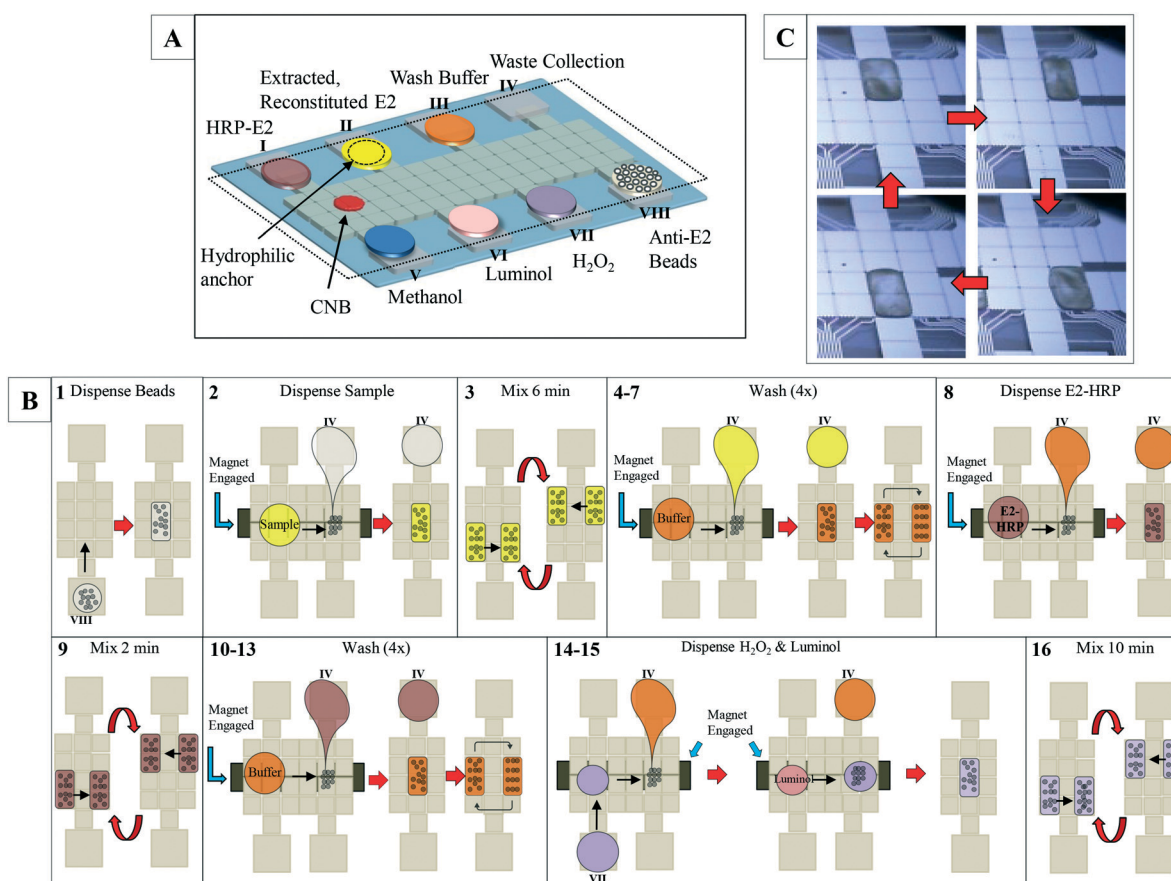 A
HRP-E2
I
Extracted,
Reconstituted E2
II
Wash Buffer
III
Waste Collection
IV
Hydrophilic
anchor
CNB
V
Methanol
VI
Luminol
VII
H₂O₂
VIII
Anti-E2
Beads
C
B
1 Dispense Beads
VIII
2 Dispense Sample
IV
IV
Magnet
Engaged
Sample
3 Mix 6 min
4-7 Wash (4x)
IV
IV
Magnet
Engaged
Buffer
8 Dispense E2-HRP
IV
IV
Magnet
Engaged
E2-
HRP
9 Mix 2 min
10-13 Wash (4x)
IV
IV
Magnet
Engaged
Buffer
14-15 Dispense H₂O₂ & Luminol
IV
IV
Magnet
Engaged
Luminol
VII
16 Mix 10 min